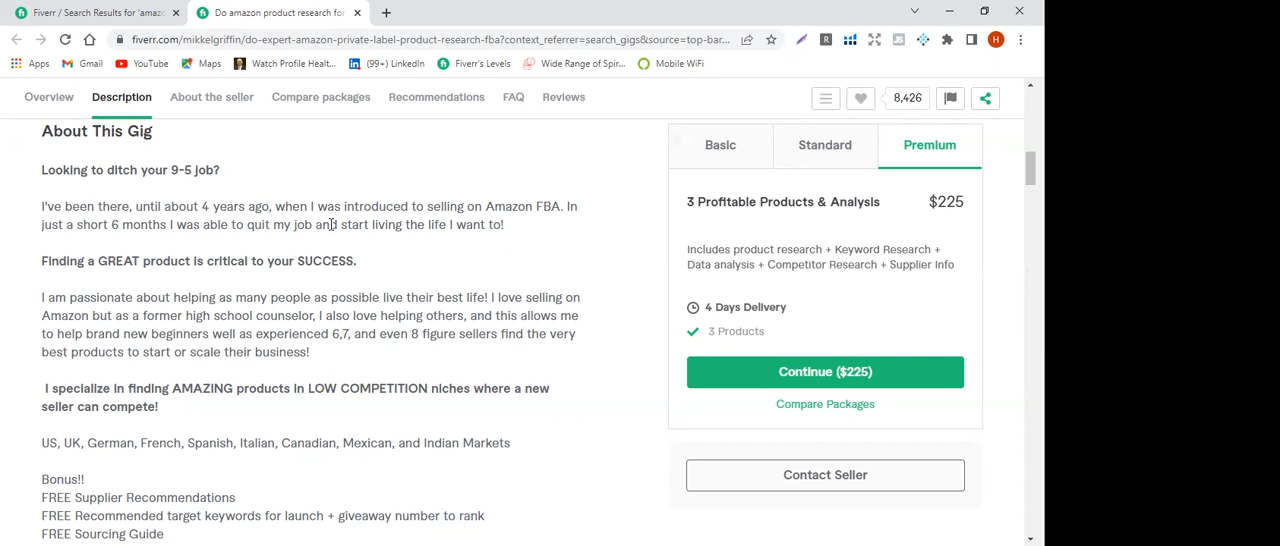 Fiverr / Search Results for 'amazo
Do amazon product research for
fiverr.com/mikkelgriffin/do-expert-amazon-private-label-product-research-fba?context_referrer=search_gigs&source=top-bar...
R
JS
H
Apps
Gmail
YouTube
Maps
Watch Profile Healt...
(99+) LinkedIn
Fiverr's Levels
Wide Range of Spir...
Mobile WiFi
Overview
Description
About the seller
Compare packages
Recommendations
FAQ
Reviews
8,426
About This Gig
Looking to ditch your 9-5 job?
I've been there, until about 4 years ago, when I was introduced to selling on Amazon FBA. In
just a short 6 months I was able to quit my job and start living the life I want to!
Finding a GREAT product is critical to your SUCCESS.
I am passionate about helping as many people as possible live their best life! I love selling on
Amazon but as a former high school counselor, I also love helping others, and this allows me
to help brand new beginners well as experienced 6,7, and even 8 figure sellers find the very
best products to start or scale their business!
I specialize in finding AMAZING products in LOW COMPETITION niches where a new
seller can compete!
US, UK, German, French, Spanish, Italian, Canadian, Mexican, and Indian Markets
Bonus!!
FREE Supplier Recommendations
FREE Recommended target keywords for launch + giveaway number to rank
FREE Sourcing Guide
Basic
Standard
Premium
3 Profitable Products & Analysis
$225
Includes product research + Keyword Research +
Data analysis + Competitor Research + Supplier Info
4 Days Delivery
3 Products
Continue ($225)
Compare Packages
Contact Seller